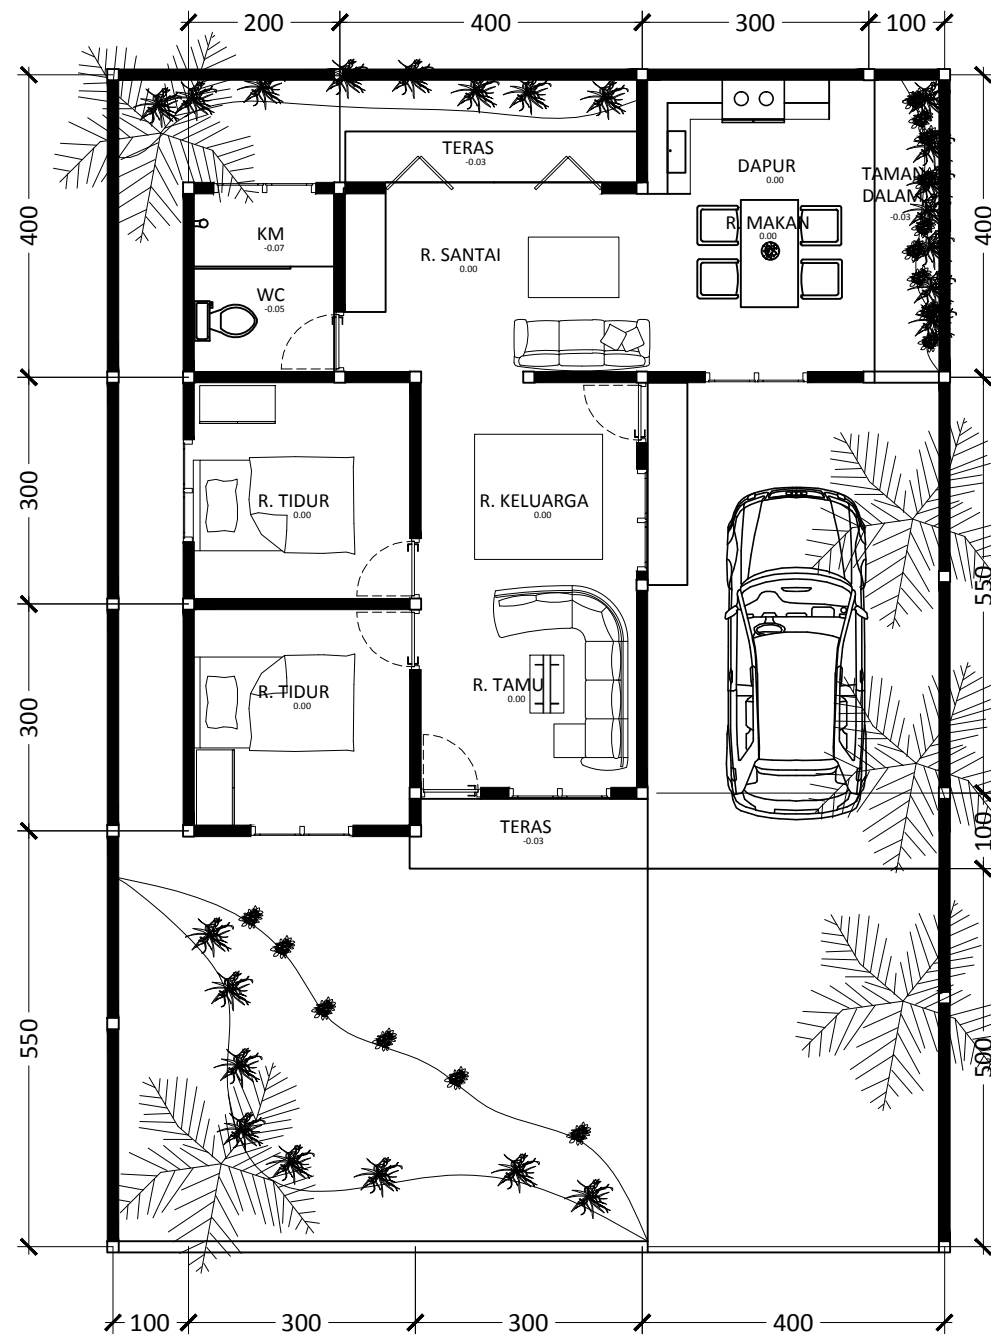 200 400 300 100
TERAS
-0.03
DAPUR
0.00
TAMAN
DALAM
-0.03
KM
-0.07
R. MAKAN
0.00
R. SANTAI
0.00
WC
-0.05
400
400
R. TIDUR
0.00
R. KELUARGA
0.00
300
550
R. TIDUR
0.00
R. TAMU
0.00
300
TERAS
-0.03
100
550
500
100 300 300 400